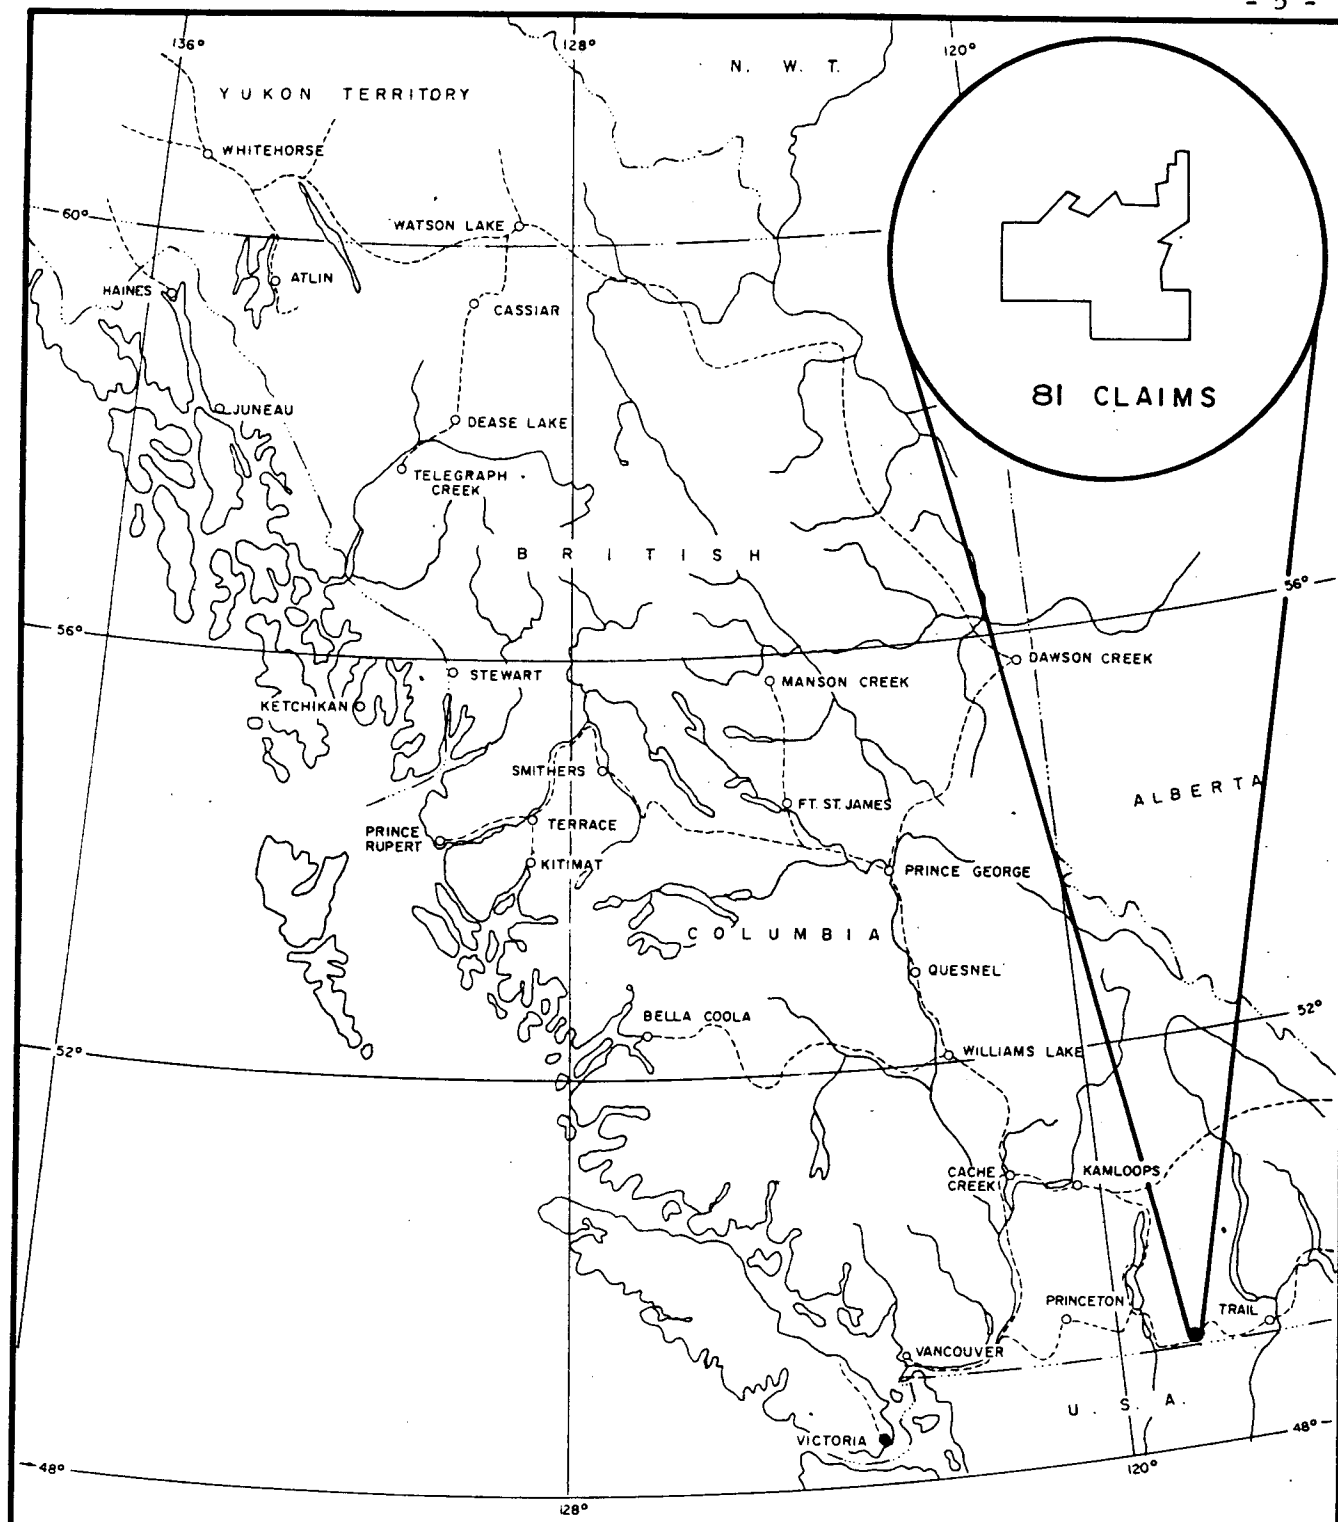 - 5 -
136°
128°
120°
N. W. T.
YUKON TERRITORY
WHITEHORSE
60°
WATSON LAKE
ATLIN
HAINES
CASSIAR
81 CLAIMS
JUNEAU
DEASE LAKE
TELEGRAPH
CREEK
BRITISH
56°
56°
DAWSON CREEK
STEWART
MANSON CREEK
KETCHIKAN
SMITHERS
ALBERTA
FT. ST. JAMES
TERRACE
PRINCE
RUPERT
KITIMAT
PRINCE GEORGE
COLUMBIA
QUESNEL
52°
BELLA COOLA
52°
WILLIAMS LAKE
CACHE
CREEK
KAMLOOPS
PRINCETON
TRAIL
VANCOUVER
U. S. A.
VICTORIA
48°
48°
120°
128°